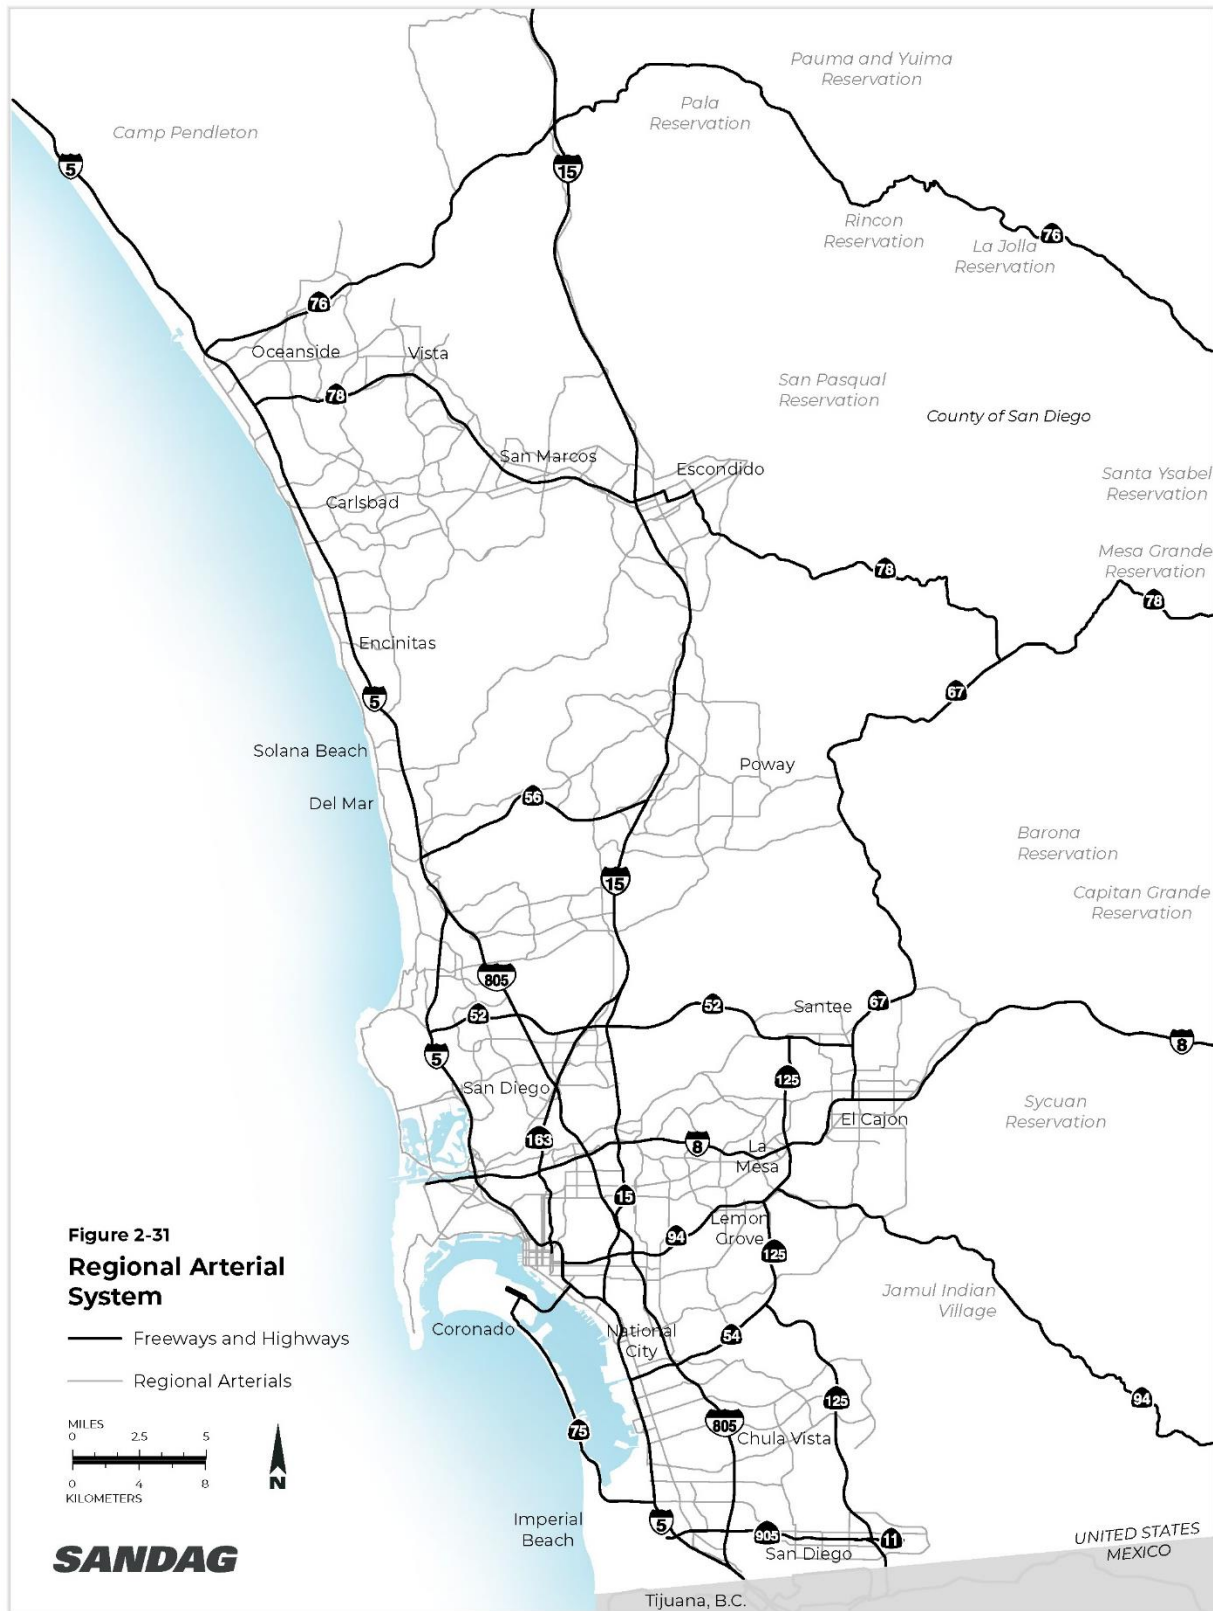 Pauma and Yuima
Reservation
Pala
Reservation
Camp Pendleton
5
15
Rincon
Reservation
76
La Jolla
Reservation
76
Oceanside
Vista
78
San Pasqual
Reservation
County of San Diego
San Marcos
Escondido
Santa Ysabel
Reservation
Carlsbad
Mesa Grande
Reservation
78
78
Encinitas
5
67
Solana Beach
Poway
56
Del Mar
Barona
Reservation
15
Capitan Grande
Reservation
805
52
52
Santee
67
8
5
San Diego
125
El Cajon
Sycuan
Reservation
163
8
La
Mesa
15
94
Lemon
Grove
125
Figure 2-31
Regional Arterial
System
Freeways and Highways
Regional Arterials
Jamul Indian
Village
Coronado
National
City
54
125
94
MILES
0 2.5 5
0 4 8
KILOMETERS
N
75
805
Chula Vista
Imperial
Beach
5
905
11
San Diego
UNITED STATES
MEXICO
SANDAG
Tijuana, B.C.